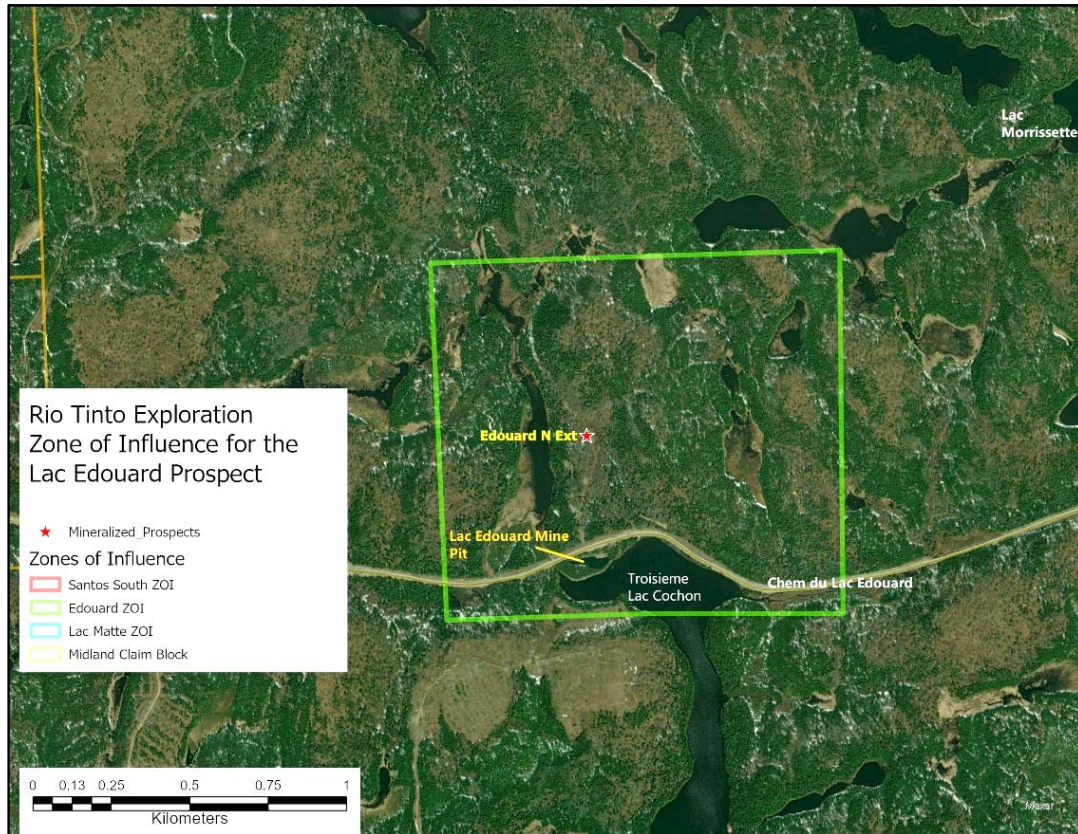 Lac
Morrissette
Edouard N Ext
Lac Edouard Mine
Pit
Troisieme
Lac Cochon
Chem du Lac Edouard
Rio Tinto Exploration
Zone of Influence for the
Lac Edouard Prospect
Mineralized_Prospects
Zones of Influence
Santos South ZOI
Edouard ZOI
Lac Matte ZOI
Midland Claim Block
0 0.13 0.25 0.5 0.75 1
Kilometers
Maxar